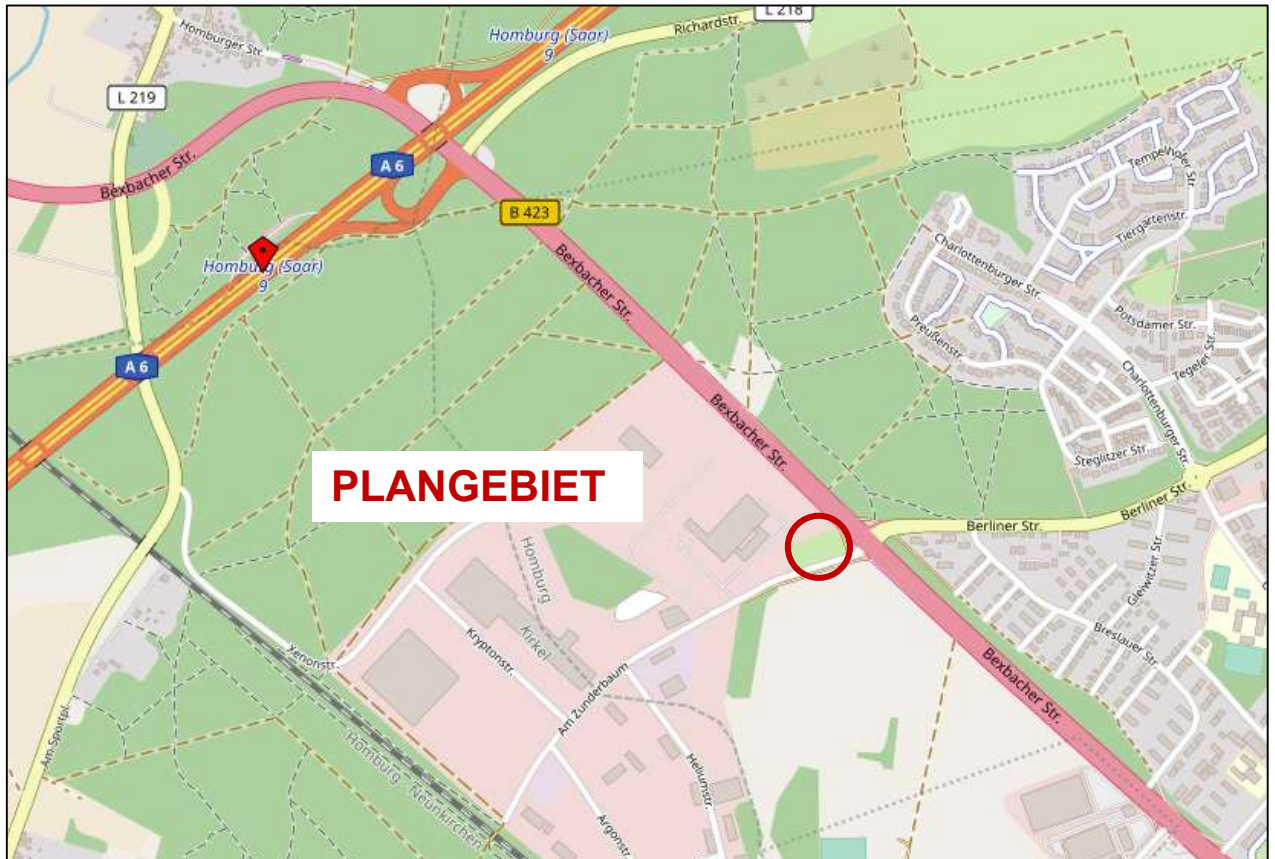 L 218
Richardstr.
Homburg (Saar)
9
Homburger Str.
L 219
Bexbacher Str.
A 6
B 423
Homburg (Saar)
9
A 6
Bexbacher Str.
Tempelhofer Str.
Tiergartenstr.
Charlottenburger Str.
Preußenstr.
Potsdamer Str.
Tegeler Str.
Charlottenburger Str.
Steglitzer Str.
Bexbacher Str.
PLANGEBIET
Berliner Str.
Berliner Str.
Gleiwitzer Str.
Breslauer Str.
Homburg
Kirkel
Xenonstr.
Kryptonstr.
Am Zunderbaum
Bexbacher Str.
Am Sportpl.
Homburg - Neunkirchen
Heliumstr.
Argonstr.